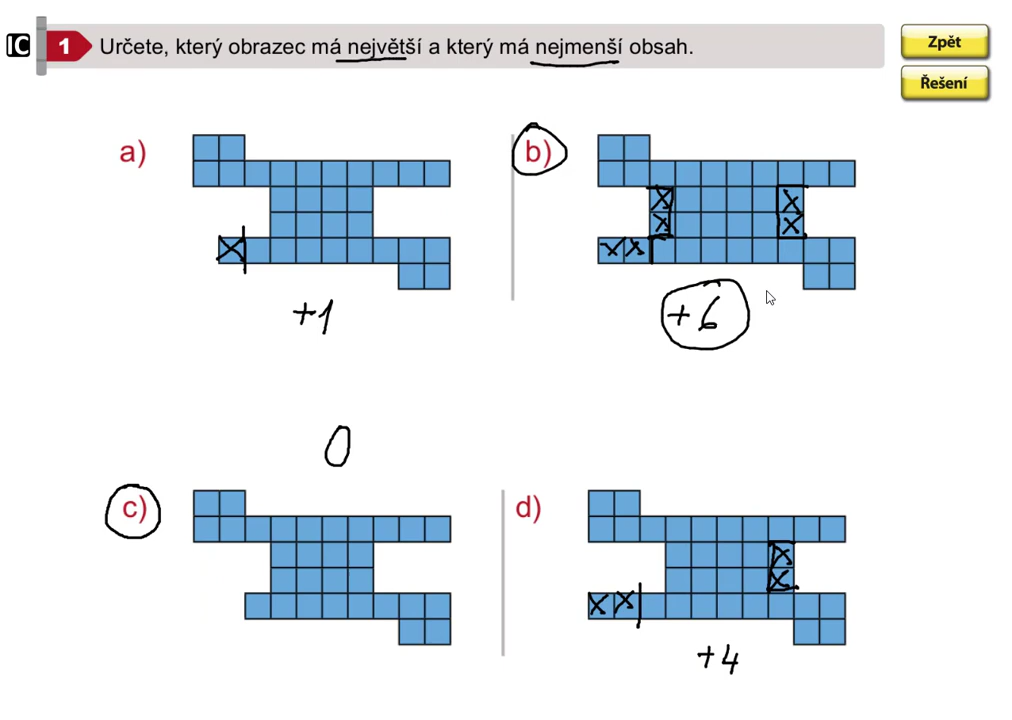 IC
1 Určete, který obrazec má největší a který má nejmenší obsah.
Zpět
Řešení
a)
b)
X
X
X
X
X X
X
+1
+6
0
c)
d)
X
X
X X
+4